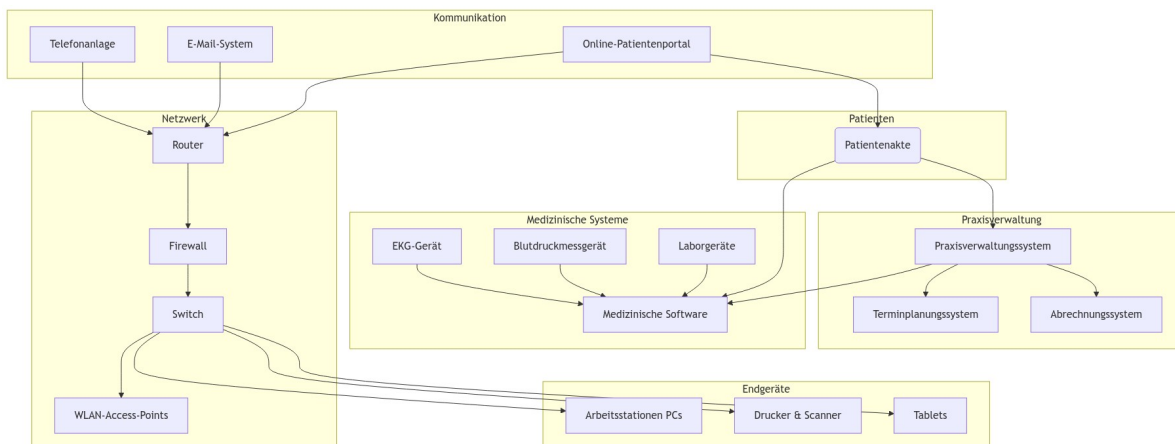 Kommunikation
Telefonanlage
E-Mail-System
Online-Patientenportal
Netzwerk
Router
Firewall
Switch
WLAN-Access-Points
Patienten
Patientenakte
Medizinische Systeme
EKG-Gerät
Blutdruckmessgerät
Laborgeräte
Medizinische Software
Praxisverwaltung
Praxisverwaltungssystem
Terminplanungssystem
Abrechnungssystem
Endgeräte
Arbeitsstationen PCs
Drucker & Scanner
Tablets